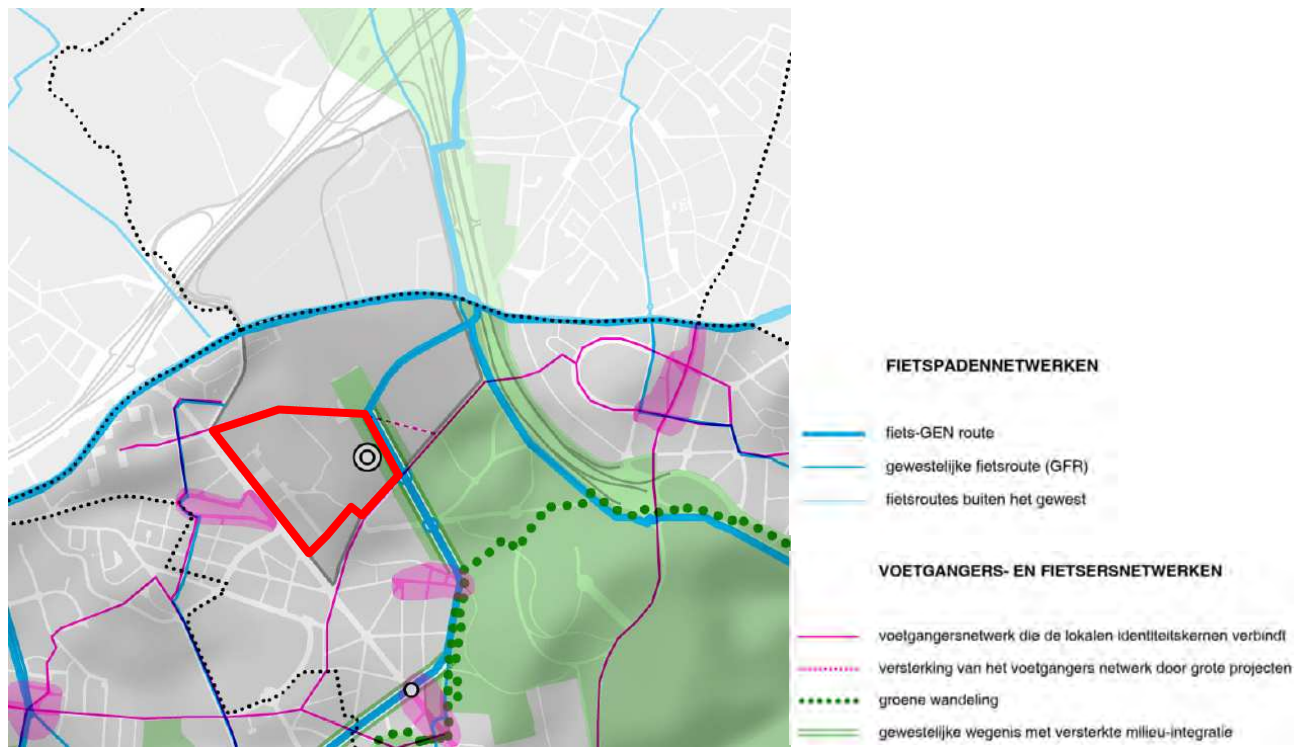 FIETSPADENNETWERKEN
fiets-GEN route
gewestelijke fietsroute (GFR)
fietsroutes buiten het gewest
VOETGANGERS- EN FIETSERSNETWERKEN
voetgangersnetwerk die de lokalen identiteitskernen verbindt
versterking van het voetgangers netwerk door grote projecten
groene wandeling
gewestelijke wegenis met versterkte milieu-integratie